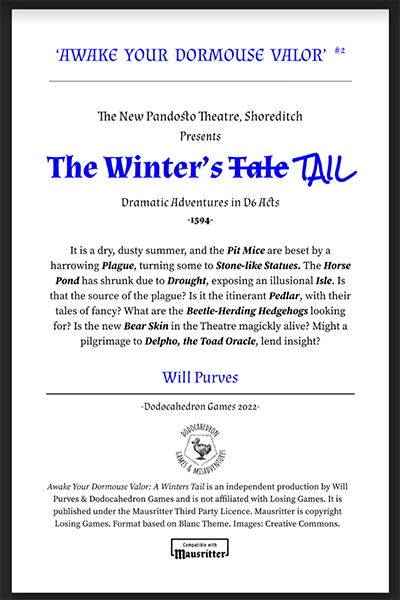 ‘AWAKE YOUR DORMOUSE VALOR’ #2
The New Pandosto Theatre, Shoreditch
Presents
The Winter’s Tale TAIL
Dramatic Adventures in D6 Acts
-1594-
It is a dry, dusty summer, and the Pit Mice are beset by a
harrowing Plague, turning some to Stone-like Statues. The Horse
Pond has shrunk due to Drought, exposing an illusional Isle. Is
that the source of the plague? Is it the itinerant Pedlar, with their
tales of fancy? What are the Beetle-Herding Hedgehogs looking
for? Is the new Bear Skin in the Theatre magickly alive? Might a
pilgrimage to Delpho, the Toad Oracle, lend insight?
Will Purves
-Dodocahedron Games 2022-
DODOCAHEDRON
GAMES & MISADVENTURES
Awake Your Dormouse Valor: A Winters Tail is an independent production by Will
Purves & Dodocahedron Games and is not affiliated with Losing Games. It is
published under the Mausritter Third Party Licence. Mausritter is copyright
Losing Games. Format based on Blanc Theme. Images: Creative Commons.
Compatible with
Mausritter